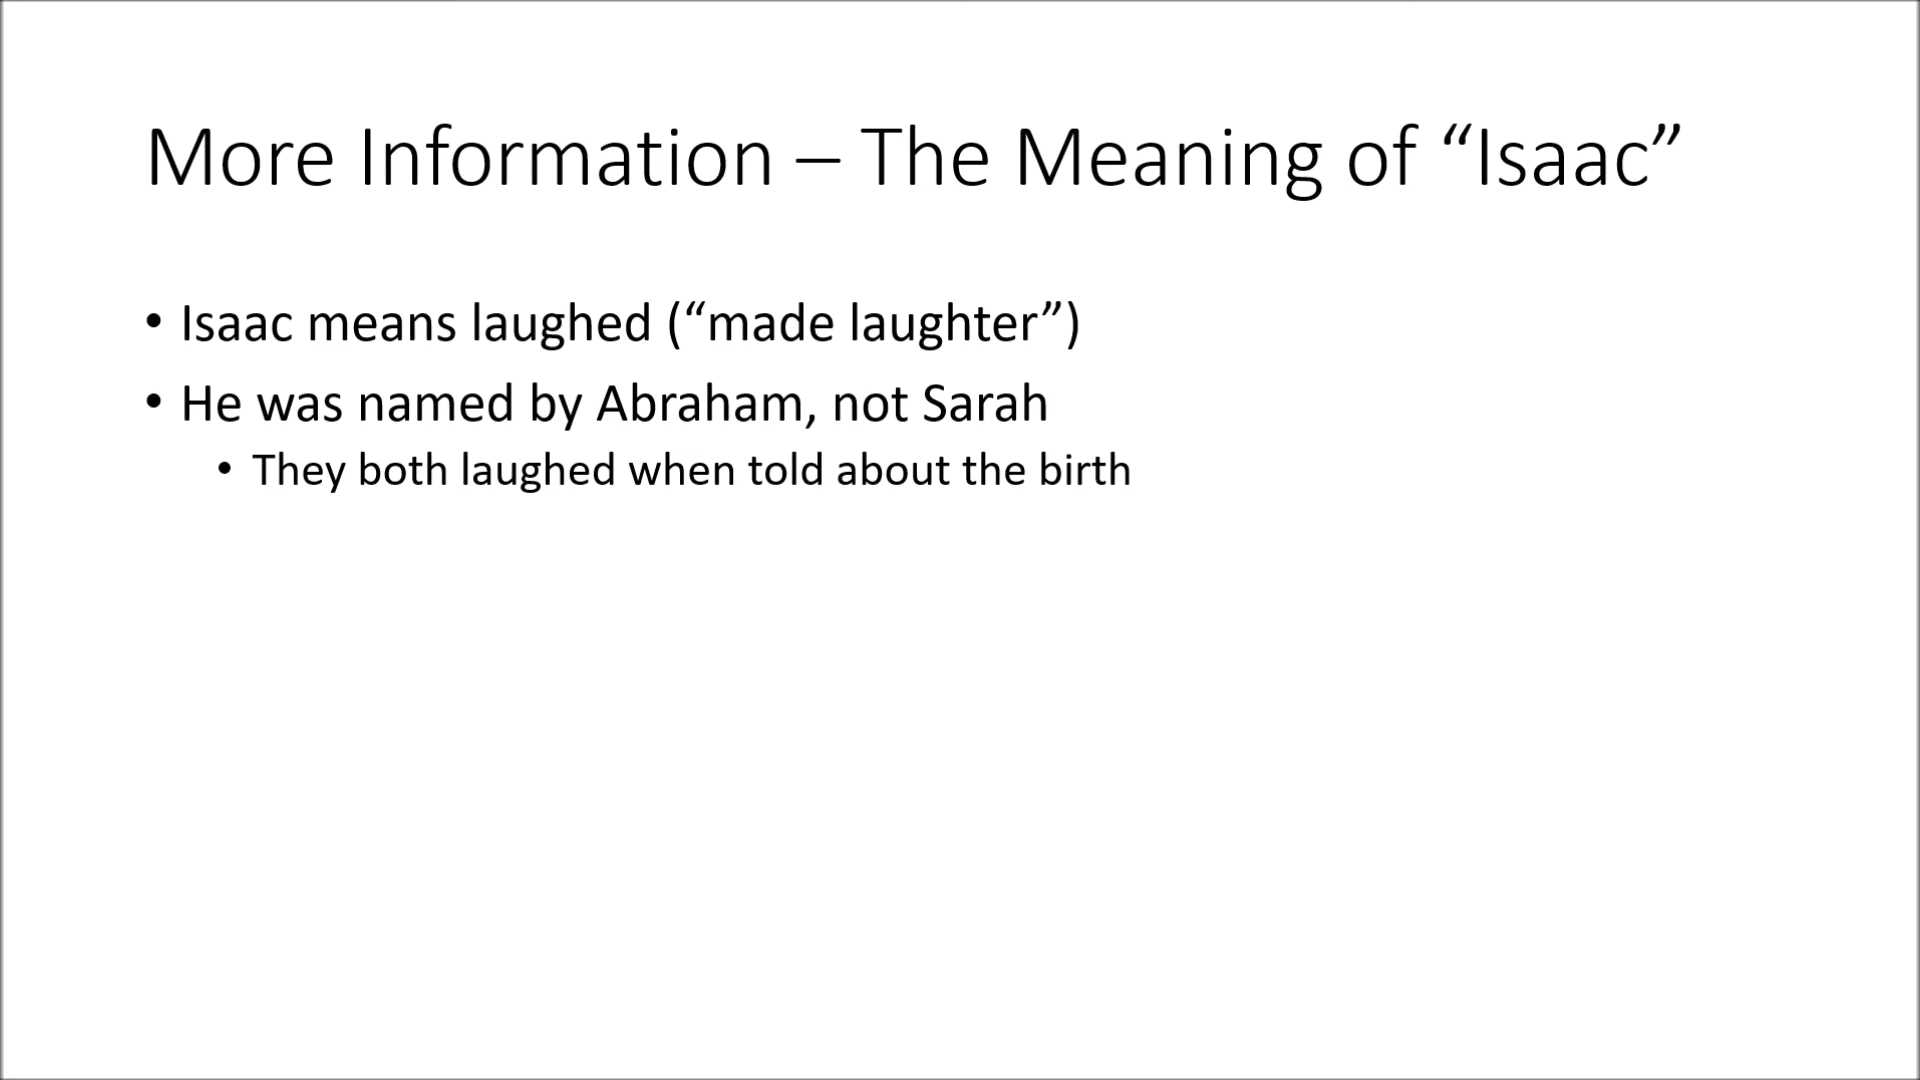 More Information – The Meaning of “Isaac”
• Isaac means laughed (“made laughter”)
• He was named by Abraham, not Sarah
• They both laughed when told about the birth